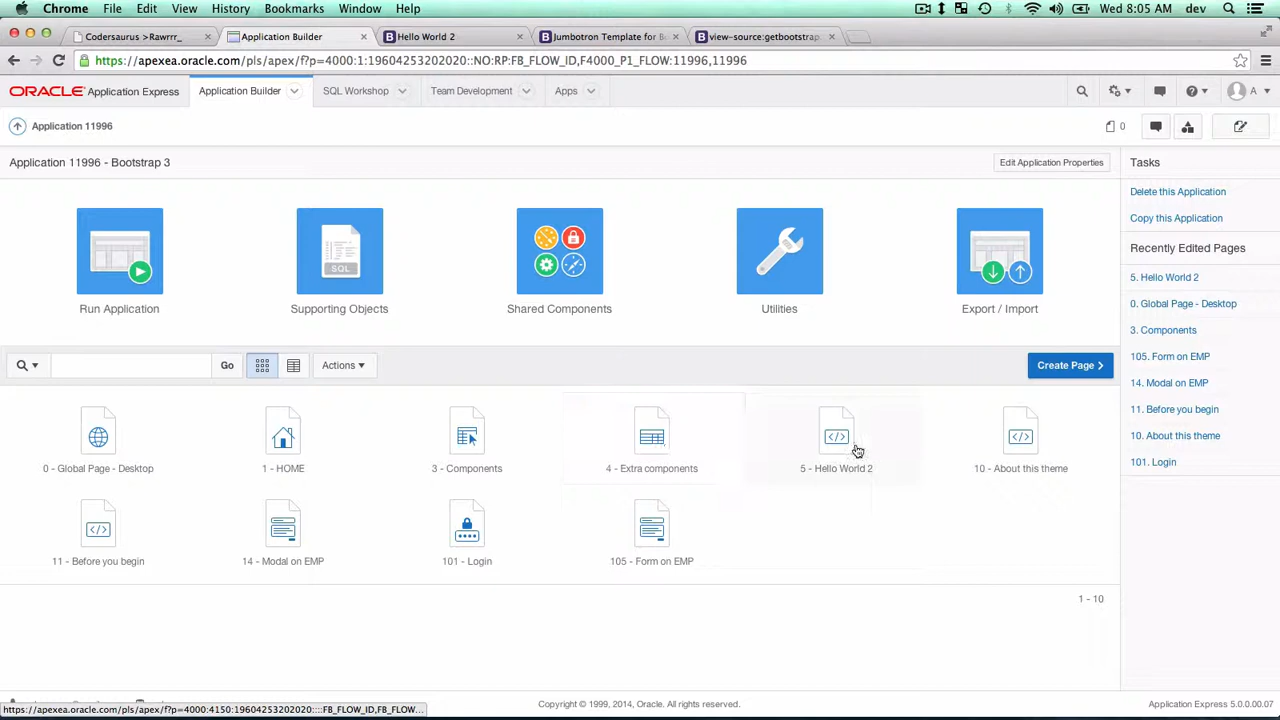 Chrome File Edit View History Bookmarks Window Help Wed 8:05 AM dev
Codersaurus >Rawrrr_ Application Builder Hello World 2 Jumbotron Template for B view-source:getbootstrap.
https://apexea.oracle.com/pls/apex/f?p=4000:1:19604253202020::NO:RP:FB_FLOW_ID,F4000_P1_FLOW:11996,11996
ORACLE Application Express Application Builder SQL Workshop Team Development Apps A
Application 11996 0
Application 11996 - Bootstrap 3 Edit Application Properties Tasks
Delete this Application
Copy this Application
Recently Edited Pages
5. Hello World 2
SQL
Run Application Supporting Objects Shared Components Utilities Export / Import
0. Global Page - Desktop
3. Components
105. Form on EMP
Go Actions Create Page
14. Modal on EMP
11. Before you begin
10. About this theme
101. Login
0 - Global Page - Desktop 1 - HOME 3 - Components 4 - Extra components 5 - Hello World 2 10 - About this theme
11 - Before you begin 14 - Modal on EMP 101 - Login 105 - Form on EMP
1 - 10
Copyright © 1999, 2014, Oracle. All rights reserved. Application Express 5.0.0.00.07
https://apexea.oracle.com/pls/apex/f?p=4000:4150:19604253202020::::FB_FLOW_ID,FB_FLOW...